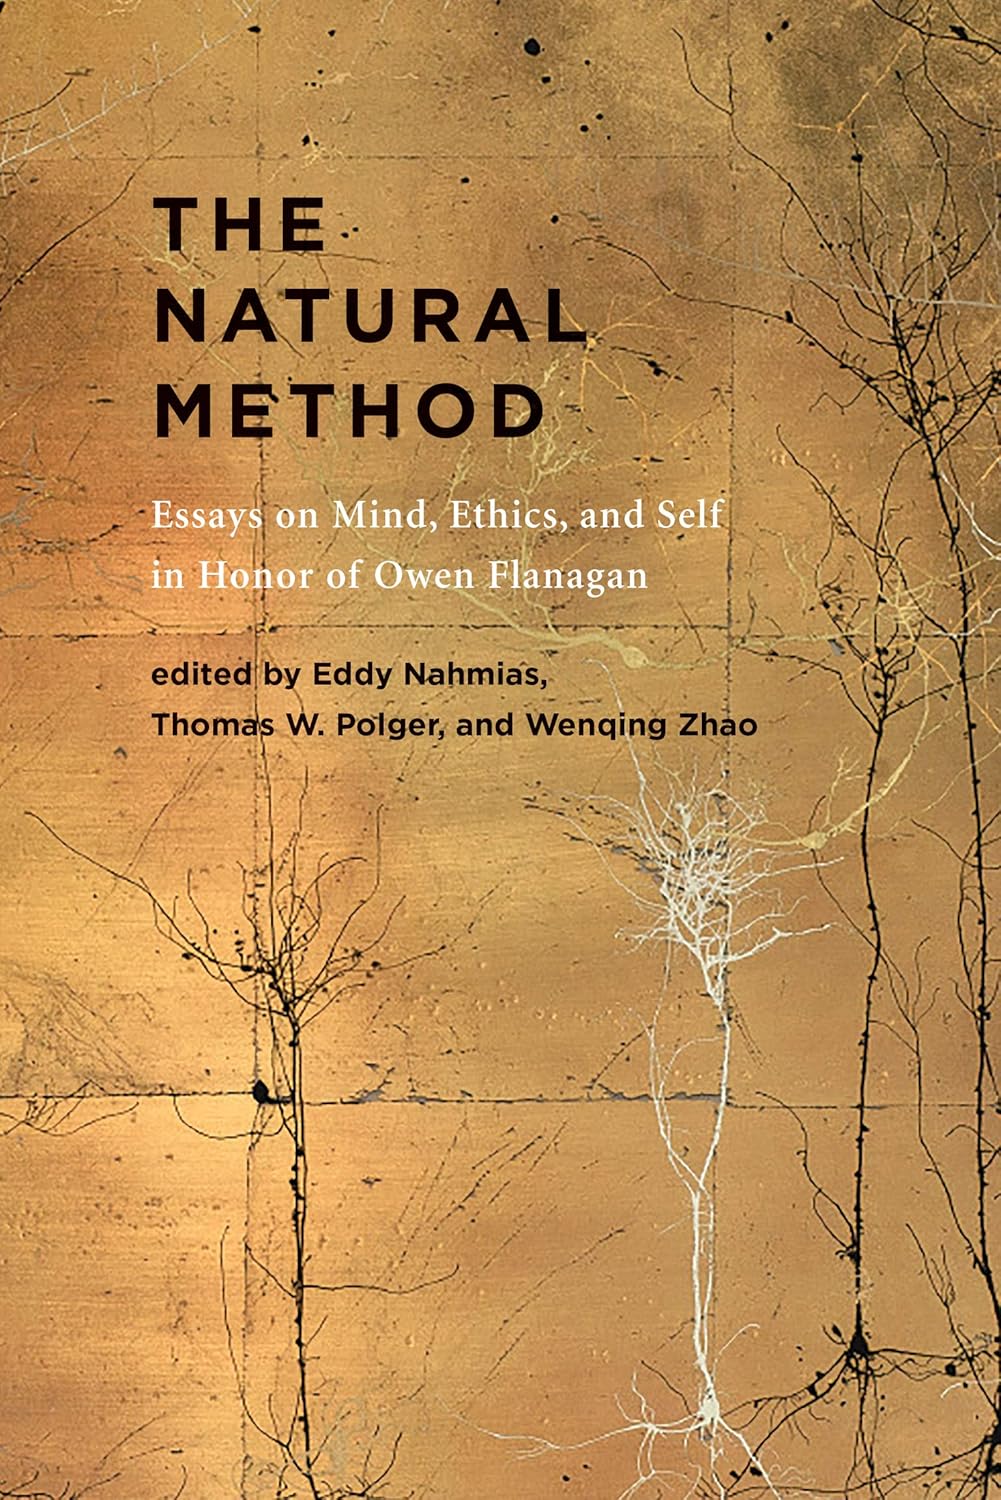 THE
NATURAL
METHOD
Essays on Mind, Ethics, and Self
in Honor of Owen Flanagan
edited by Eddy Nahmias,
Thomas W. Polger, and Wenqing Zhao